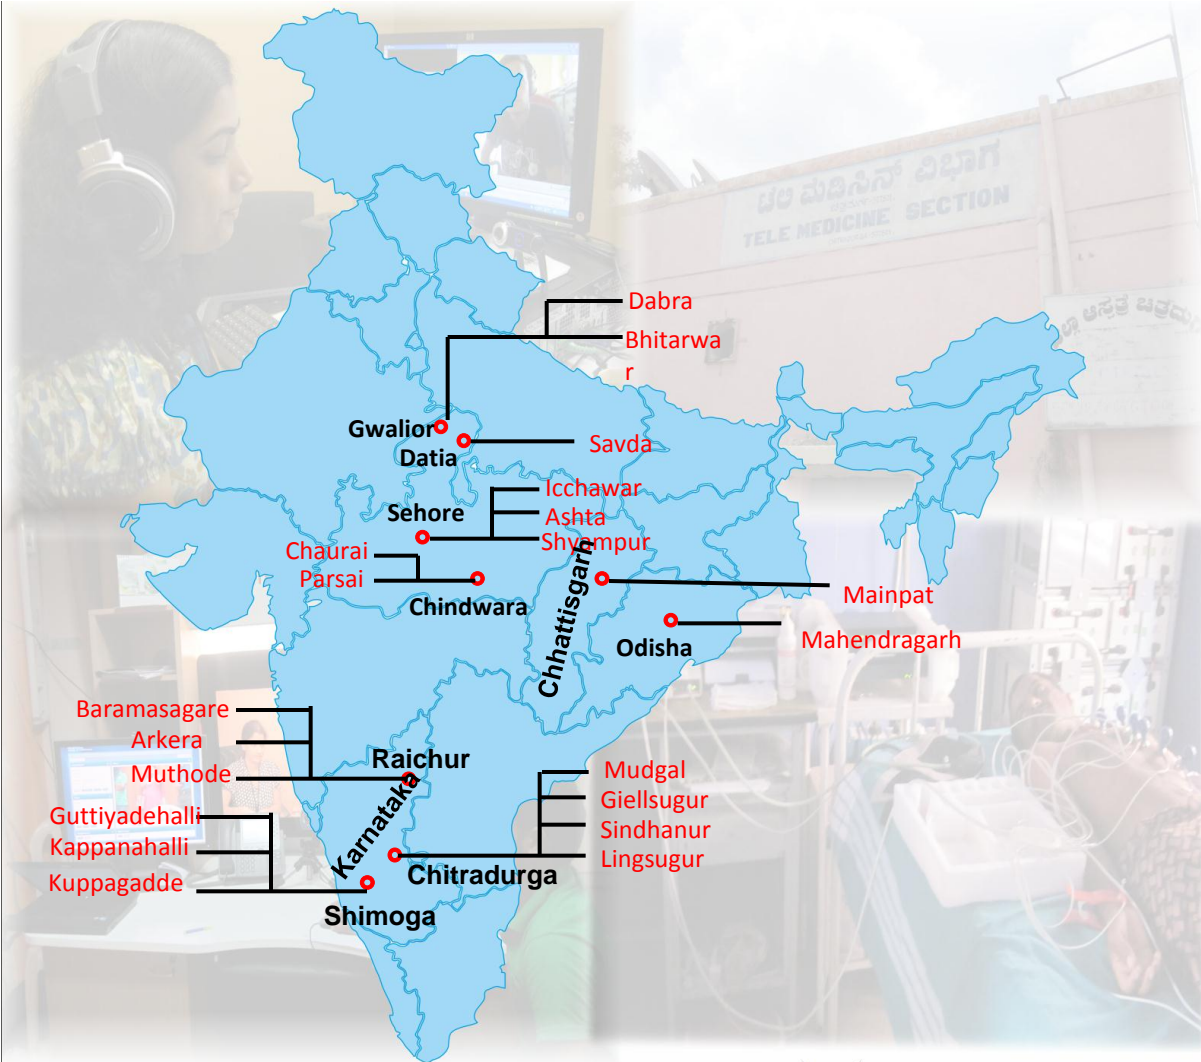 ಟೆಲಿ ಮೆಡಿಸಿನ್ ವಿಭಾಗ
TELE MEDICINE SECTION
Dabra
Bhitarwa
r
Gwalior
Datia
Savda
Sehore
Icchawar
Ashta
Shyampur
Chaurai
Parsai
Chindwara
Chhattisgarh
Mainpat
Odisha
Mahendragarh
Baramasagare
Arkera
Muthode
Raichur
Karnataka
Mudgal
Giellsugur
Sindhanur
Lingsugur
Guttiyadehalli
Kappanahalli
Kuppagadde
Chitradurga
Shimoga